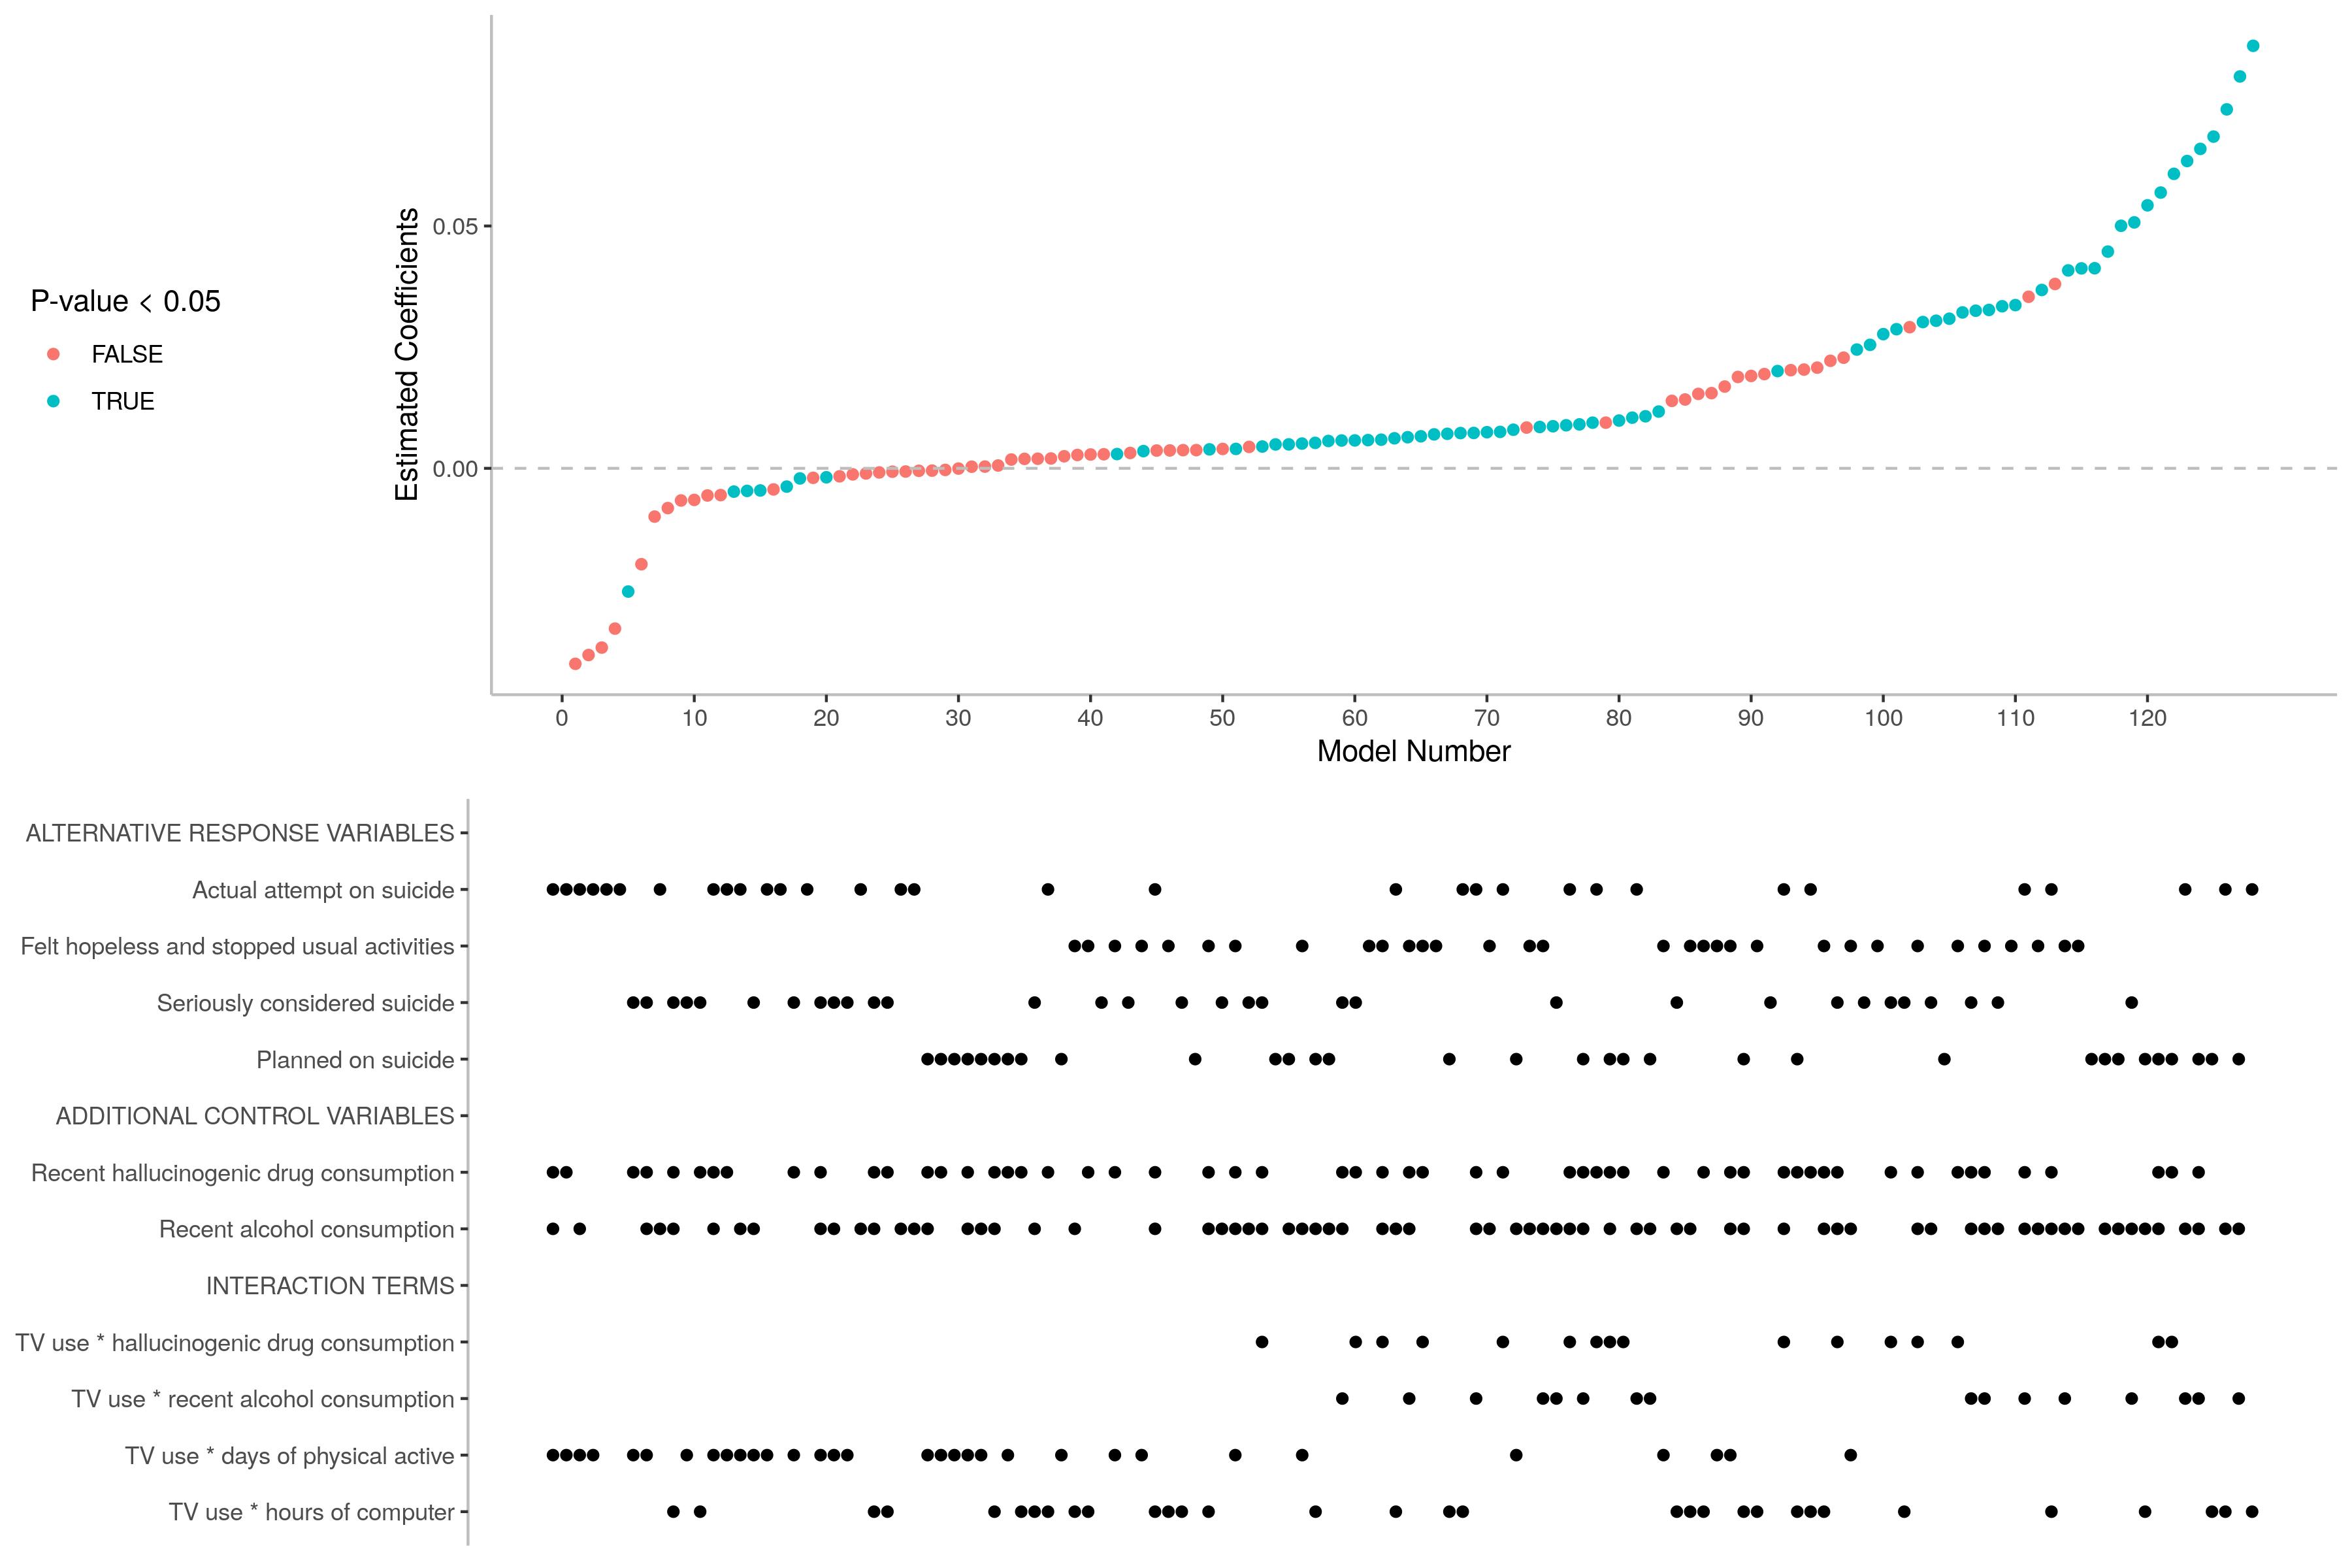 P-value < 0.05
FALSE
TRUE
Estimated Coefficients
0.05
0.00
0 10 20 30 40 50 60 70 80 90 100 110 120
Model Number
ALTERNATIVE RESPONSE VARIABLES
Actual attempt on suicide
Felt hopeless and stopped usual activities
Seriously considered suicide
Planned on suicide
ADDITIONAL CONTROL VARIABLES
Recent hallucinogenic drug consumption
Recent alcohol consumption
INTERACTION TERMS
TV use * hallucinogenic drug consumption
TV use * recent alcohol consumption
TV use * days of physical active
TV use * hours of computer